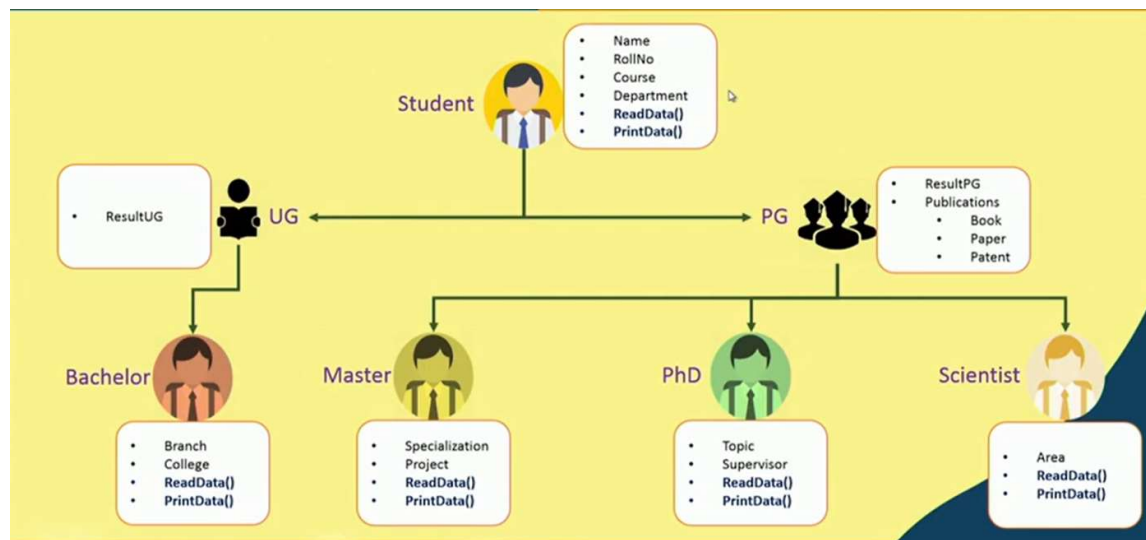 Student
• Name
• RollNo
• Course
• Department
• ReadData()
• PrintData()
• ResultUG
UG
PG
• ResultPG
• Publications
• Book
• Paper
• Patent
Bachelor
• Branch
• College
• ReadData()
• PrintData()
Master
• Specialization
• Project
• ReadData()
• PrintData()
PhD
• Topic
• Supervisor
• ReadData()
• PrintData()
Scientist
• Area
• ReadData()
• PrintData()